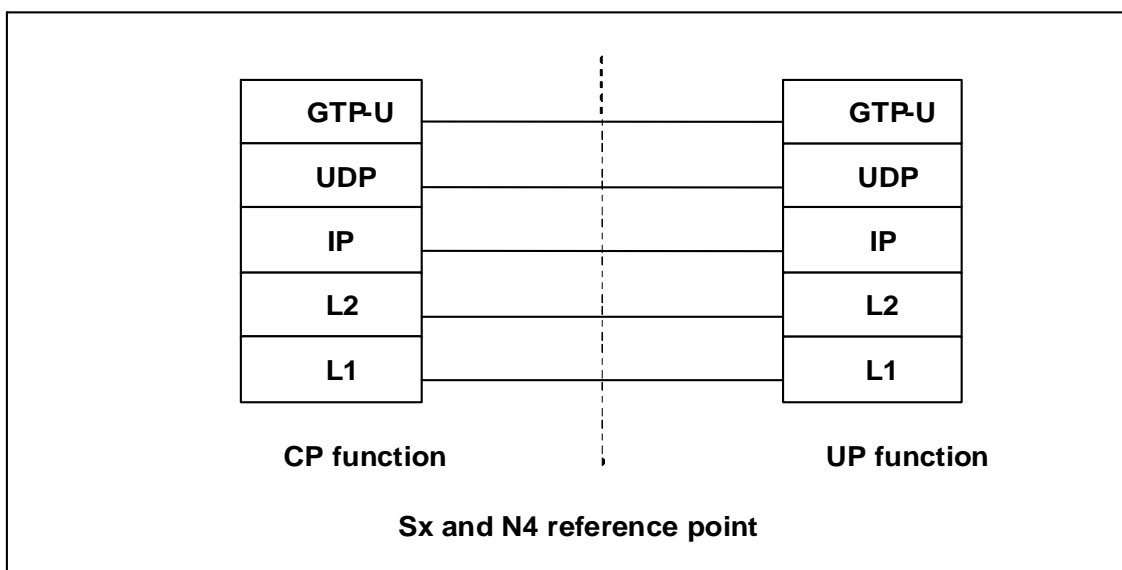 GTP-U GTP-U
UDP UDP
IP IP
L2 L2
L1 L1
CP function UP function
Sx and N4 reference point